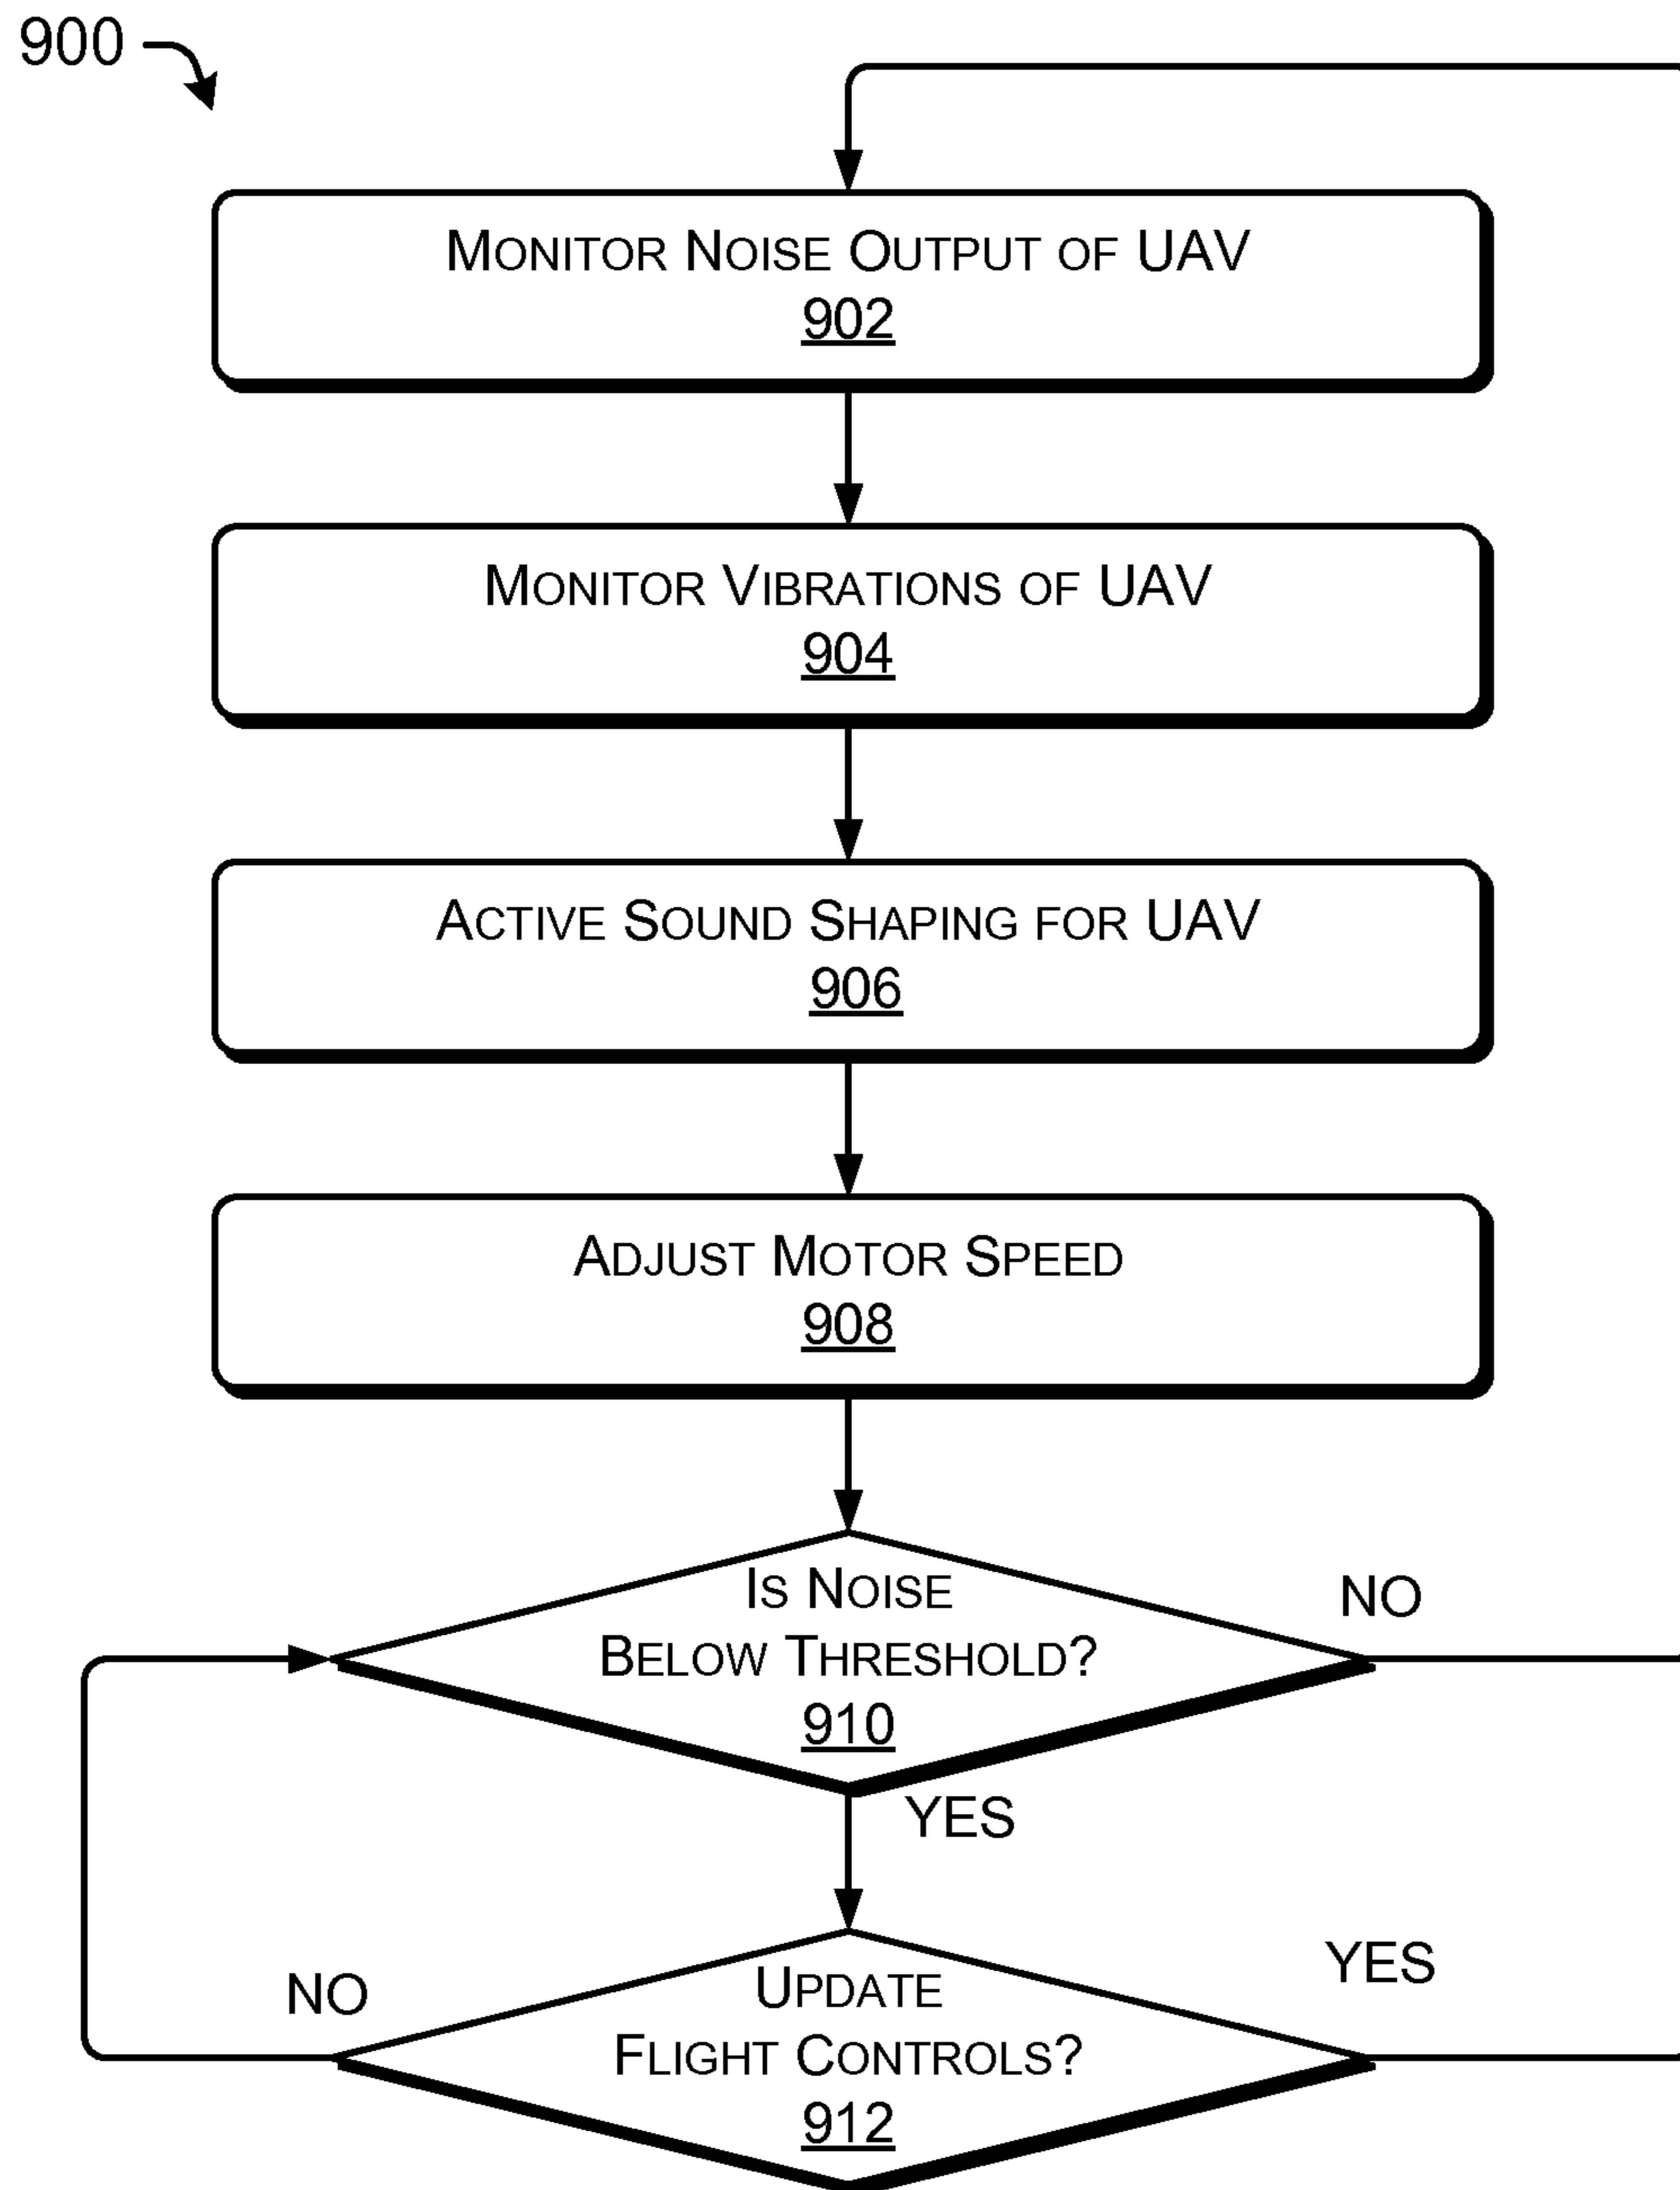 900
Monitor Noise Output of UAV
902
Monitor Vibrations of UAV
904
Active Sound Shaping for UAV
906
Adjust Motor Speed
908
Is Noise
Below Threshold?
910
NO
YES
Update
Flight Controls?
912
NO
YES